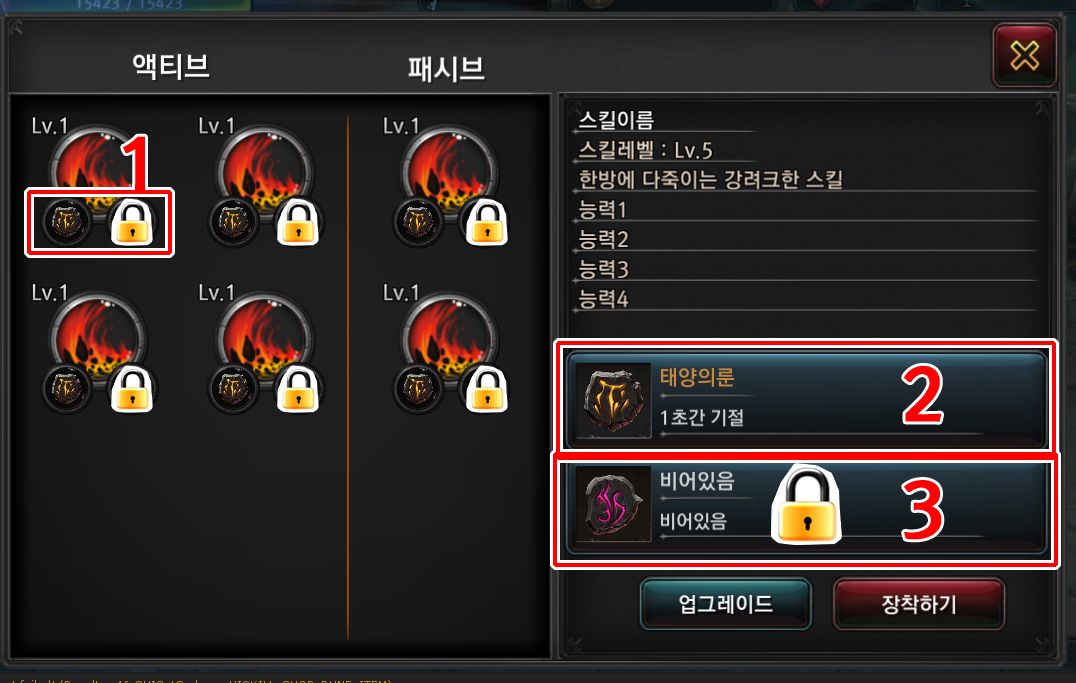 15423 / 15423
액티브
패시브
Lv.1
Lv.1
Lv.1
1
Lv.1
Lv.1
Lv.1
스킬이름
스킬레벨 : Lv.5
한방에 다죽이는 강려크한 스킬
능력1
능력2
능력3
능력4
태양의룬
1초간 기절
2
비어있음
비어있음
3
업그레이드
장착하기